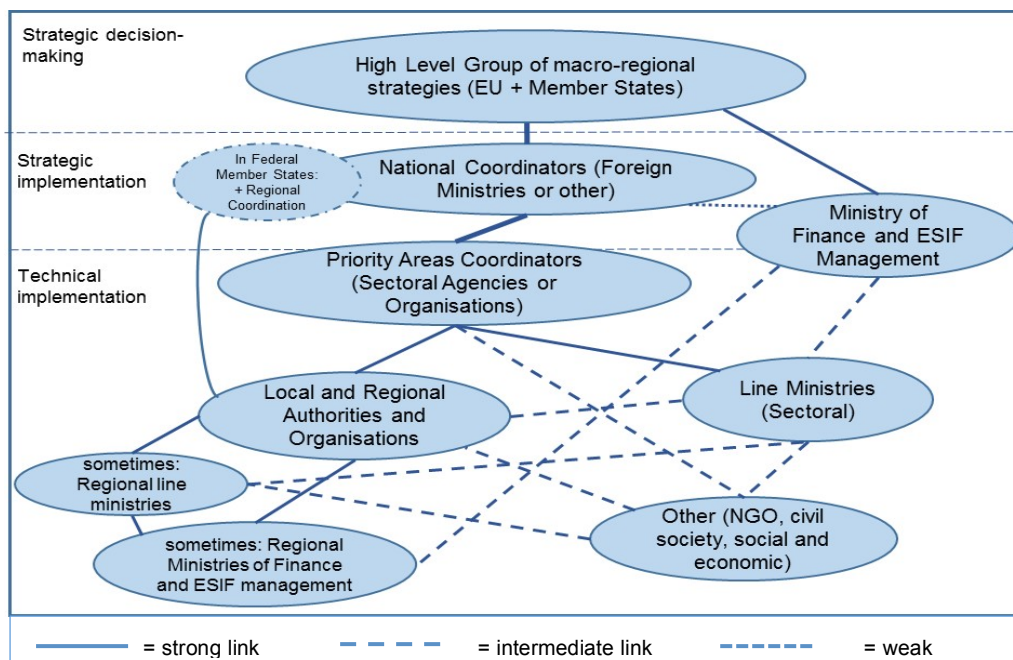 Strategic decision-
making
High Level Group of macro-regional
strategies (EU + Member States)
Strategic
implementation
In Federal
Member States:
+ Regional
Coordination
National Coordinators (Foreign
Ministries or other)
Ministry of
Finance and ESIF
Management
Technical
implementation
Priority Areas Coordinators
(Sectoral Agencies or
Organisations)
Local and Regional
Authorities and
Organisations
Line Ministries
(Sectoral)
sometimes:
Regional line
ministries
sometimes: Regional
Ministries of Finance
and ESIF management
Other (NGO, civil
society, social and
economic)
= strong link
= intermediate link
= weak